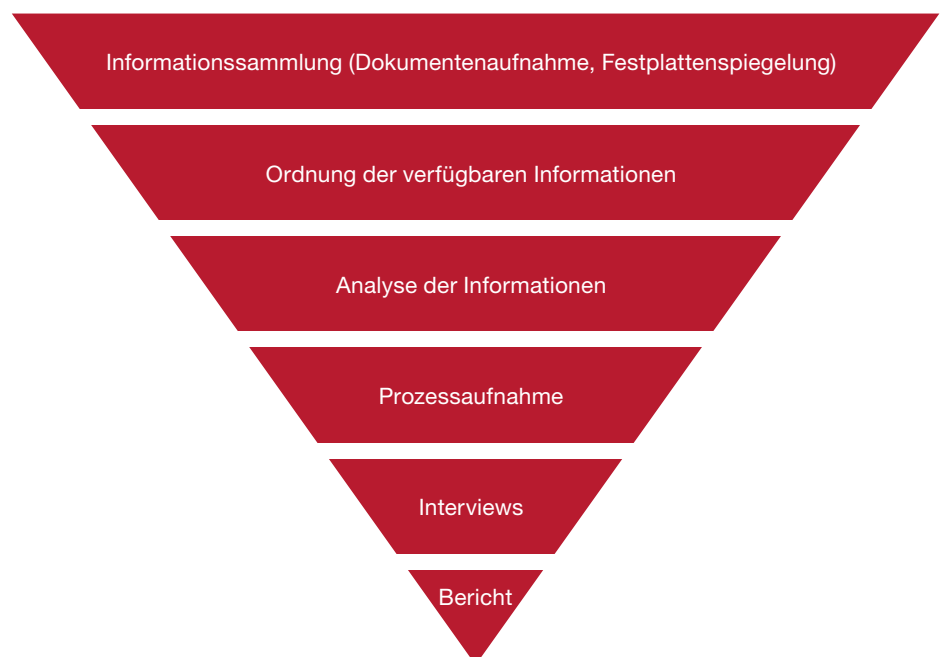 Informationssammlung (Dokumentenaufnahme, Festplattenspiegelung)
Ordnung der verfügbaren Informationen
Analyse der Informationen
Prozessaufnahme
Interviews
Bericht